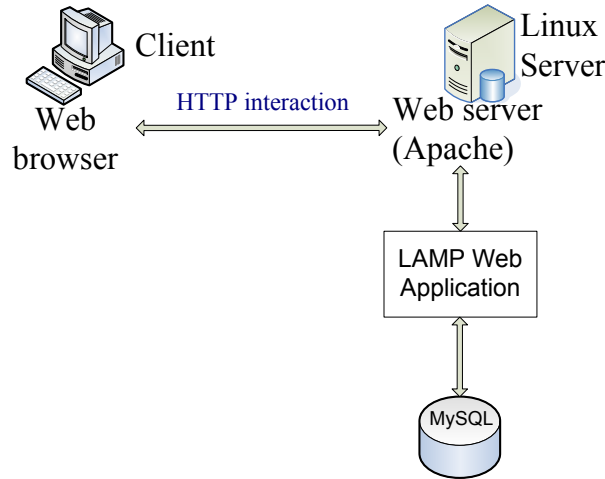 Client
Web
browser
HTTP interaction
Linux
Server
Web server
(Apache)
LAMP Web
Application
MySQL